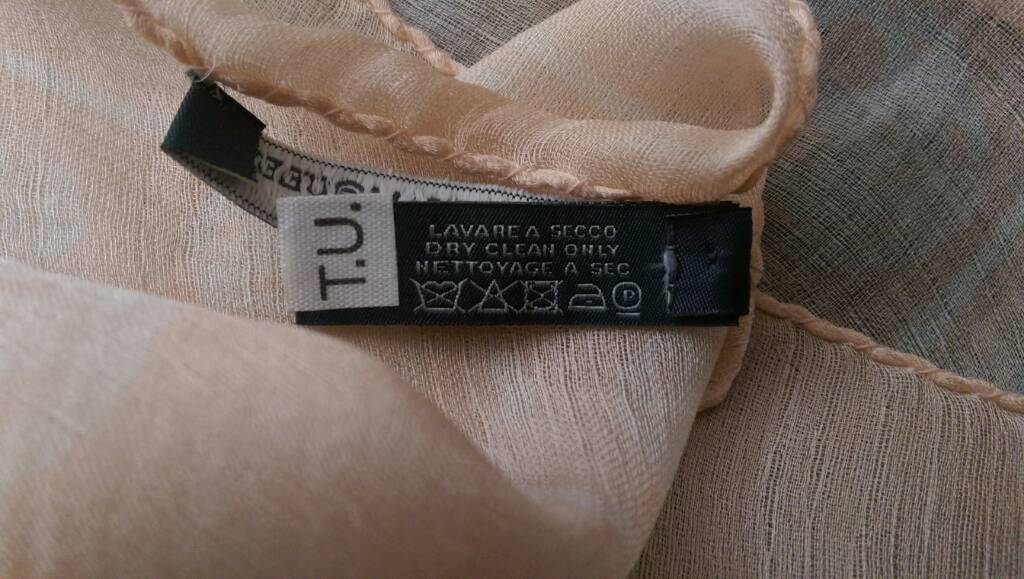 T.U.
LAVARE A SECCO
DRY CLEAN ONLY
NETTOYAGE A SEC
P